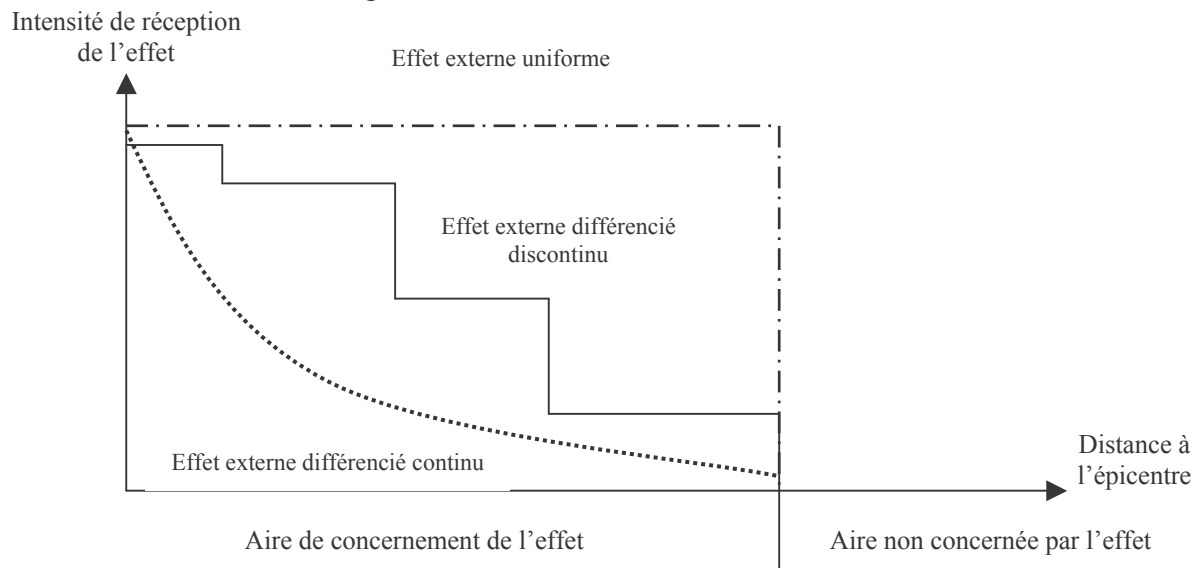 Intensité de réception
de l’effet
Effet externe uniforme
Effet externe différencié
discontinu
Effet externe différencié continu
Distance à
l’épicentre
Aire de concernement de l’effet
Aire non concernée par l’effet